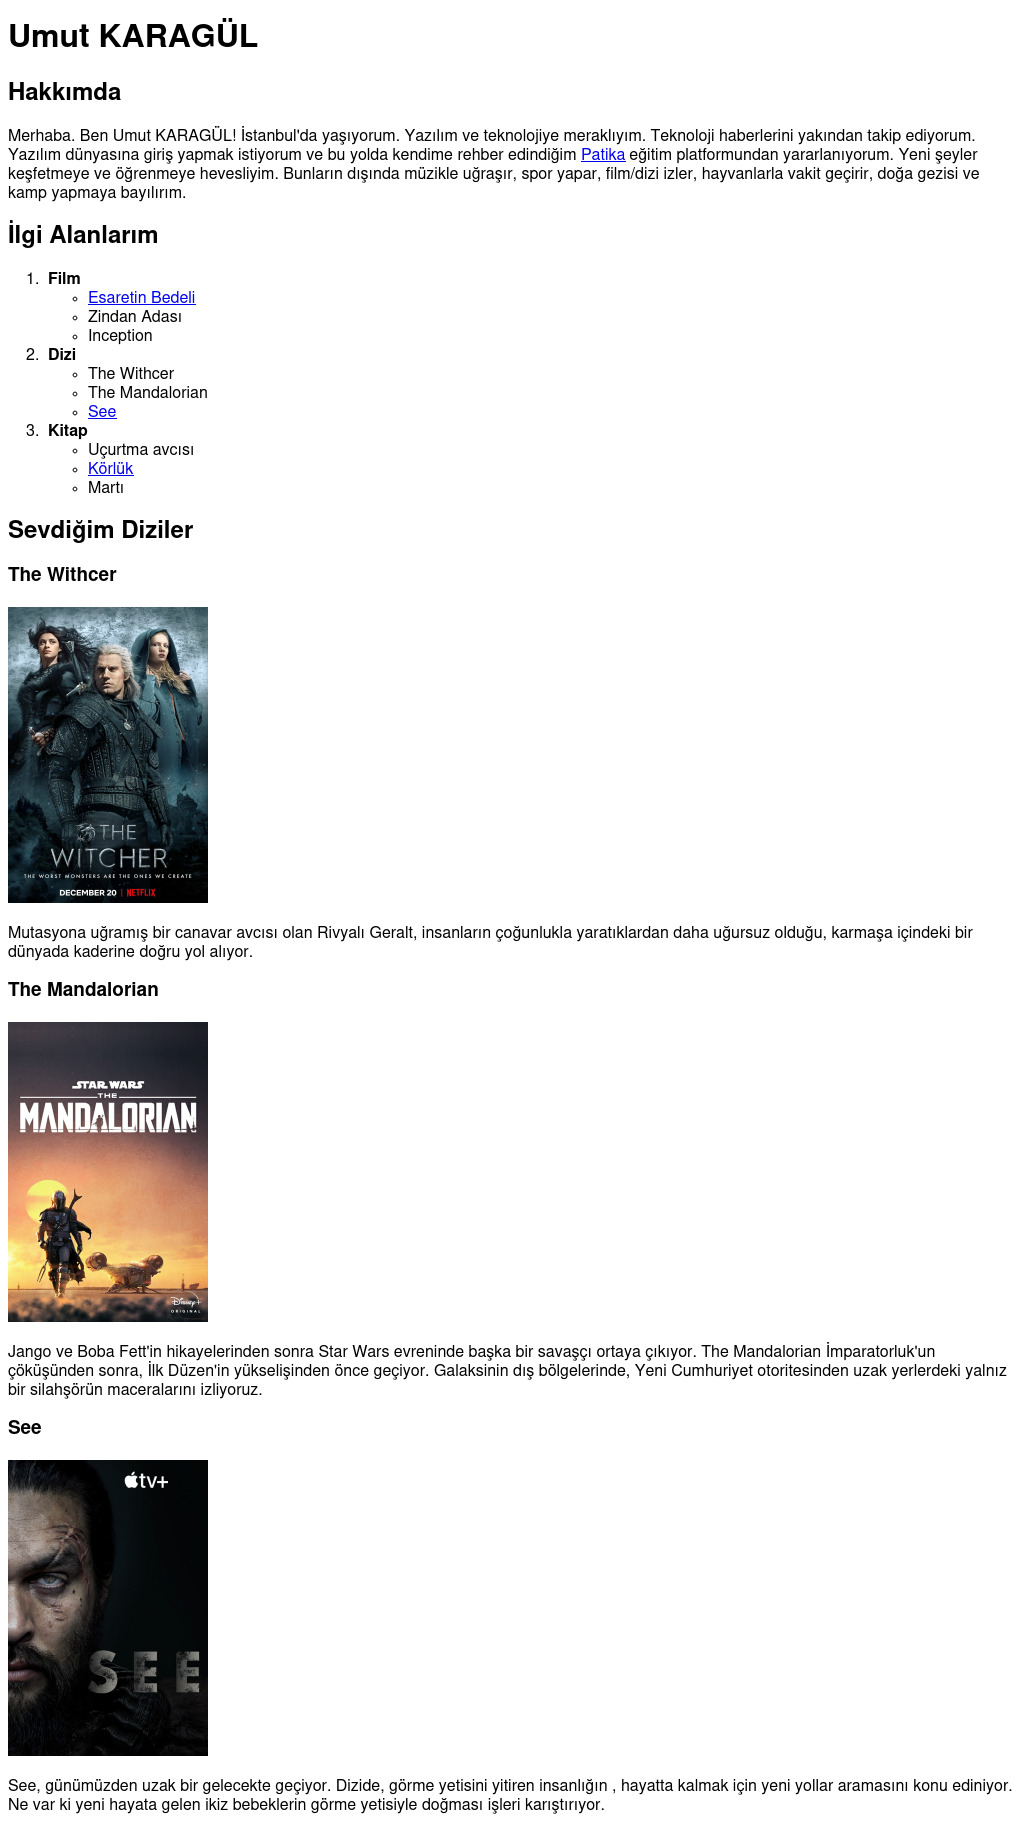 Umut KARAGÜL
Hakkımda
Merhaba. Ben Umut KARAGÜL! İstanbul'da yaşıyorum. Yazılım ve teknolojiye meraklıyım. Teknoloji haberlerini yakından takip ediyorum.
Yazılım dünyasına giriş yapmak istiyorum ve bu yolda kendime rehber edindiğim Patika eğitim platformundan yararlanıyorum. Yeni şeyler
keşfetmeye ve öğrenmeye hevesliyim. Bunların dışında müzikle uğraşır, spor yapar, film/dizi izler, hayvanlarla vakit geçirir, doğa gezisi ve
kamp yapmaya bayılırım.
İlgi Alanlarım
1. Film
Esaretin Bedeli
Zindan Adası
Inception
2. Dizi
The Withcer
The Mandalorian
See
3. Kitap
Uçurtma avcısı
Körlük
Martı
Sevdiğim Diziler
The Withcer
THE
WITCHER
THE WORST MONSTERS ARE THE ONES WE CREATE
DECEMBER 20 | NETFLIX
Mutasyona uğramış bir canavar avcısı olan Rivyalı Geralt, insanların çoğunlukla yaratıklardan daha uğursuz olduğu, karmaşa içindeki bir
dünyada kaderine doğru yol alıyor.
The Mandalorian
STAR WARS
THE
MANDALORIAN
Disney+
ORIGINAL
Jango ve Boba Fett'in hikayelerinden sonra Star Wars evreninde başka bir savaşçı ortaya çıkıyor. The Mandalorian İmparatorluk'un
çöküşünden sonra, İlk Düzen'in yükselişinden önce geçiyor. Galaksinin dış bölgelerinde, Yeni Cumhuriyet otoritesinden uzak yerlerdeki yalnız
bir silahşörün maceralarını izliyoruz.
See
tv+
SEE
See, günümüzden uzak bir gelecekte geçiyor. Dizide, görme yetisini yitiren insanlığın , hayatta kalmak için yeni yollar aramasını konu ediniyor.
Ne var ki yeni hayata gelen ikiz bebeklerin görme yetisiyle doğması işleri karıştırıyor.